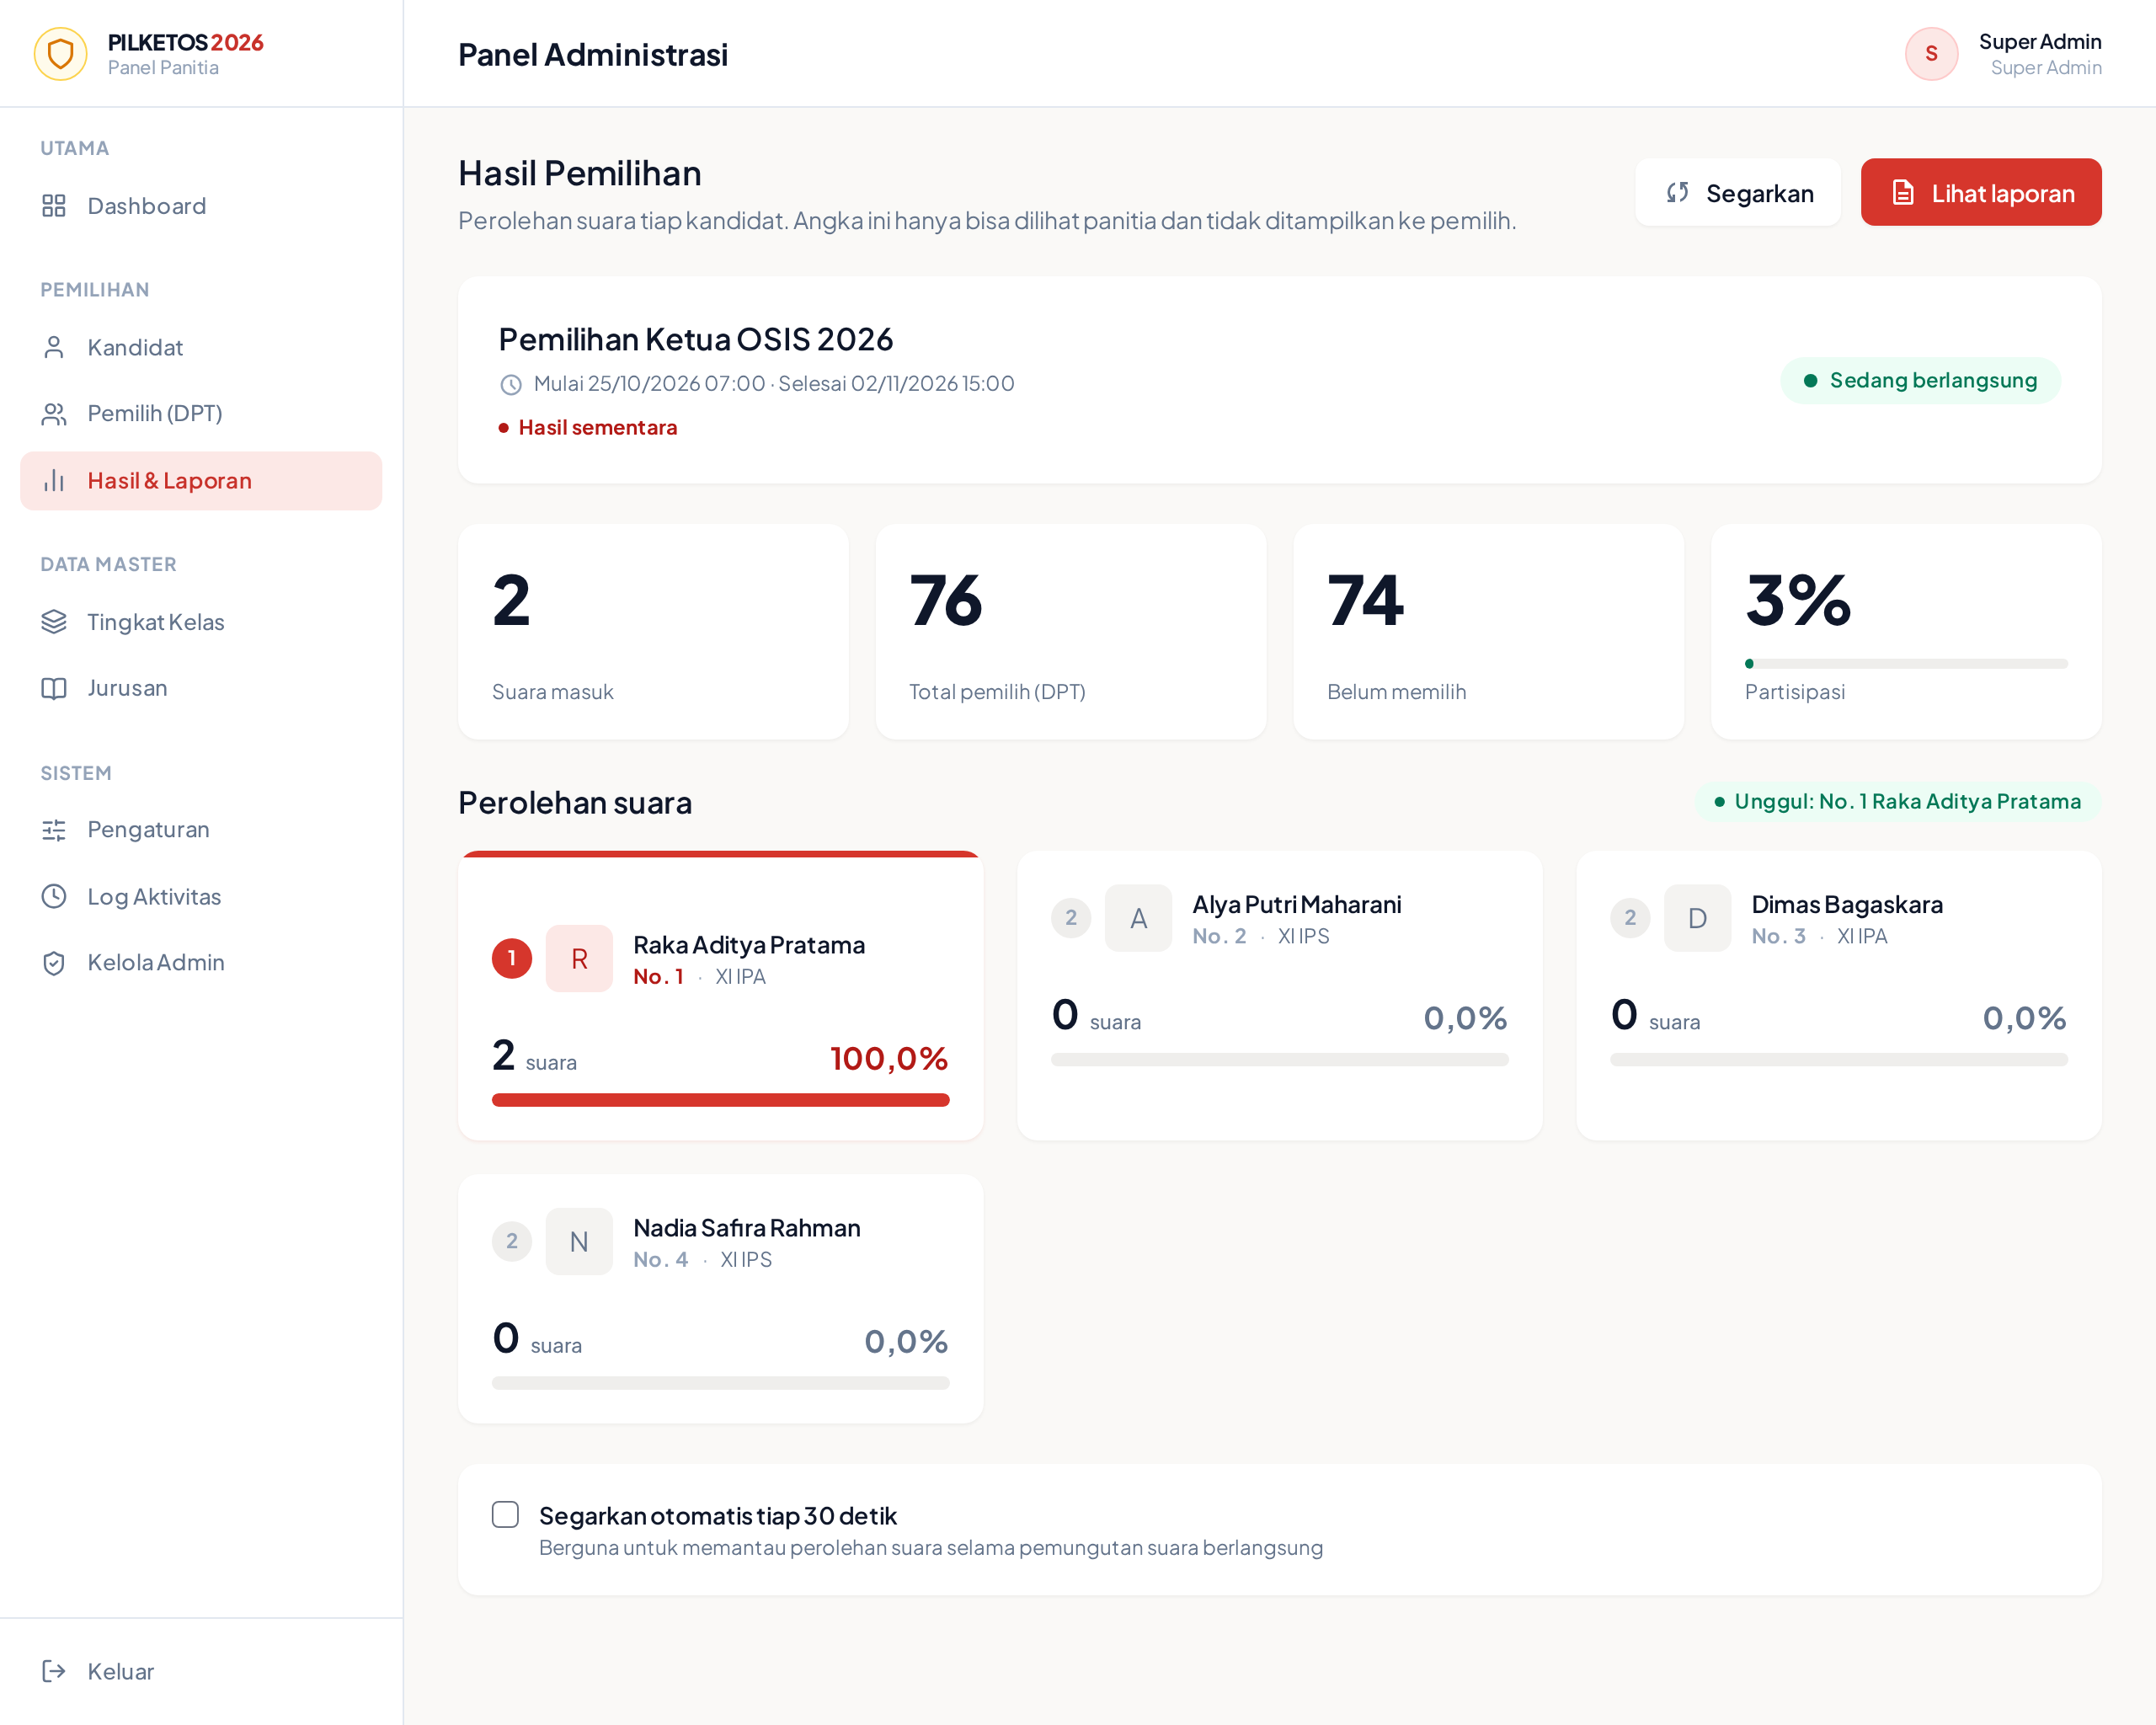 PILKETOS 2026
Panel Panitia
Panel Administrasi
S
Super Admin
Super Admin
UTAMA
Dashboard
PEMILIHAN
Kandidat
Pemilih (DPT)
Hasil & Laporan
DATA MASTER
Tingkat Kelas
Jurusan
SISTEM
Pengaturan
Log Aktivitas
Kelola Admin
Keluar
Hasil Pemilihan
Perolehan suara tiap kandidat. Angka ini hanya bisa dilihat panitia dan tidak ditampilkan ke pemilih.
Segarkan
Lihat laporan
Pemilihan Ketua OSIS 2026
Mulai 25/10/2026 07:00 · Selesai 02/11/2026 15:00
Hasil sementara
Sedang berlangsung
2
Suara masuk
76
Total pemilih (DPT)
74
Belum memilih
3%
Partisipasi
Perolehan suara
Unggul: No. 1 Raka Aditya Pratama
1
R
Raka Aditya Pratama
No. 1 · XI IPA
2 suara
100,0%
2
A
Alya Putri Maharani
No. 2 · XI IPS
0 suara
0,0%
2
D
Dimas Bagaskara
No. 3 · XI IPA
0 suara
0,0%
2
N
Nadia Safira Rahman
No. 4 · XI IPS
0 suara
0,0%
Segarkan otomatis tiap 30 detik
Berguna untuk memantau perolehan suara selama pemungutan suara berlangsung